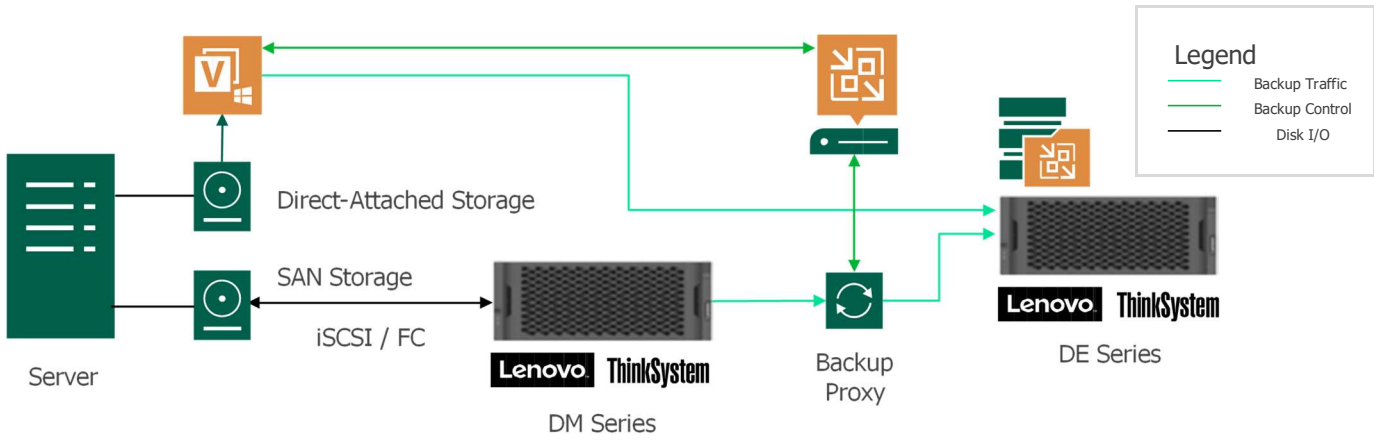 Legend
Backup Traffic
Backup Control
Disk I/O
V
Direct-Attached Storage
SAN Storage
iSCSI / FC
Server
Lenovo. ThinkSystem
DM Series
Backup
Proxy
Lenovo. ThinkSystem
DE Series